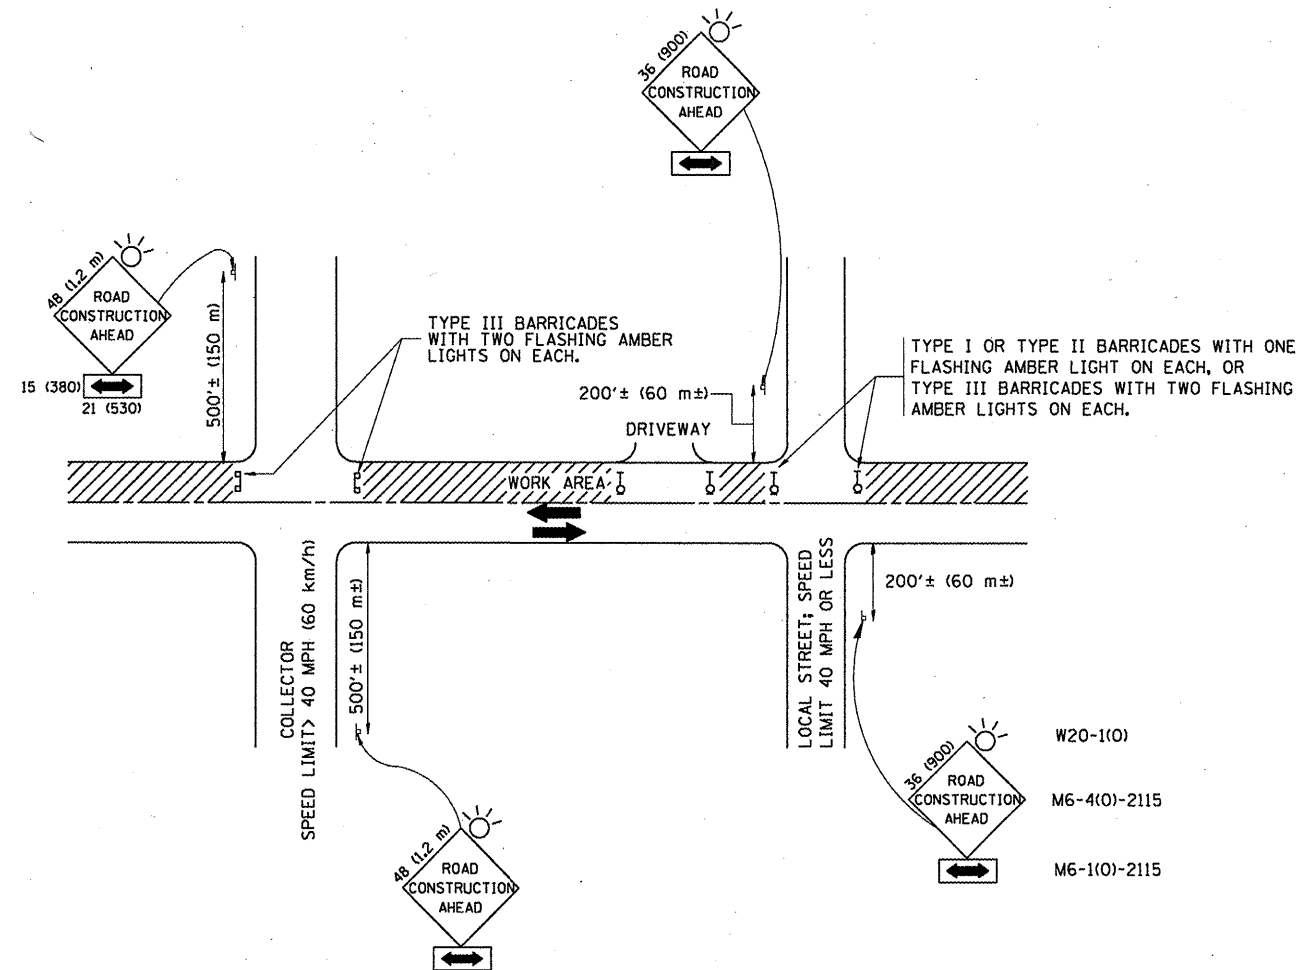 36 (900)
ROAD
CONSTRUCTION
AHEAD
48 (1.2 m)
ROAD
CONSTRUCTION
AHEAD
15 (380)
21 (530)
500'± (150 m)
TYPE III BARRICADES
WITH TWO FLASHING AMBER
LIGHTS ON EACH.
200'± (60 m±)
DRIVEWAY
TYPE I OR TYPE II BARRICADES WITH ONE
FLASHING AMBER LIGHT ON EACH, OR
TYPE III BARRICADES WITH TWO FLASHING
AMBER LIGHTS ON EACH.
WORK AREA
COLLECTOR
SPEED LIMIT> 40 MPH (60 km/h)
500'± (150 m±)
LOCAL STREET; SPEED
LIMIT 40 MPH OR LESS
200'± (60 m±)
48 (1.2 m)
ROAD
CONSTRUCTION
AHEAD
36 (900)
ROAD
CONSTRUCTION
AHEAD
W20-1(O)
M6-4(O)-2115
M6-1(O)-2115